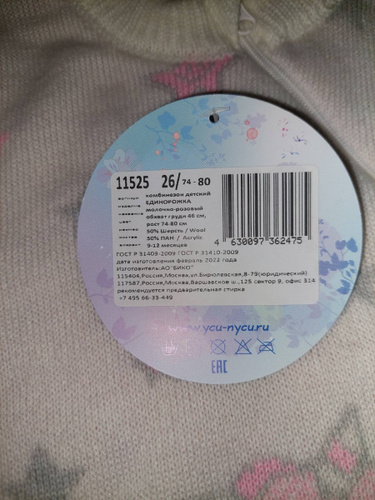 11525 26/74-80
комбинезон детский
ЕДИНОРОЖКА
молочно-розовый
обхват груди 46 см,
рост 74-80 см
50% Шерсть / Wool
50% ПАН / Acrylic
9-12 месяцев
4 630097 362475
ГОСТ Р 31409-2009 ГОСТ Р 31410-2009
дата изготовления февраль 2022 года
Изготовитель:АО"БИКО"
115404,Россия,Москва,ул.Бирюлевская,8-79(юридический)
117587,Россия,Москва,Варшавское ш.,125 сектор 9, офис 314
рекомендуется предварительная стирка
+7 495 66-33-449
www.ycu-nycu.ru
EAC